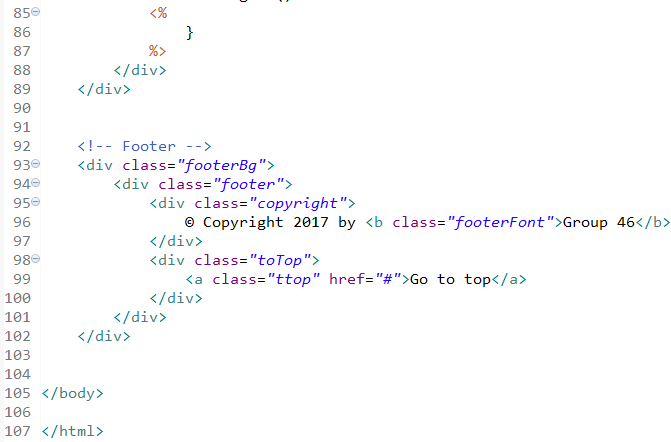 85 <%
86 }
87 %>
88 </div>
89 </div>
90
91
92 <!-- Footer -->
93 <div class="footerBg">
94 <div class="footer">
95 <div class="copyright">
96 © Copyright 2017 by <b class="footerFont">Group 46</b>
97 </div>
98 <div class="toTop">
99 <a class="ttop" href="#">Go to top</a>
100 </div>
101 </div>
102 </div>
103
104
105 </body>
106
107 </html>